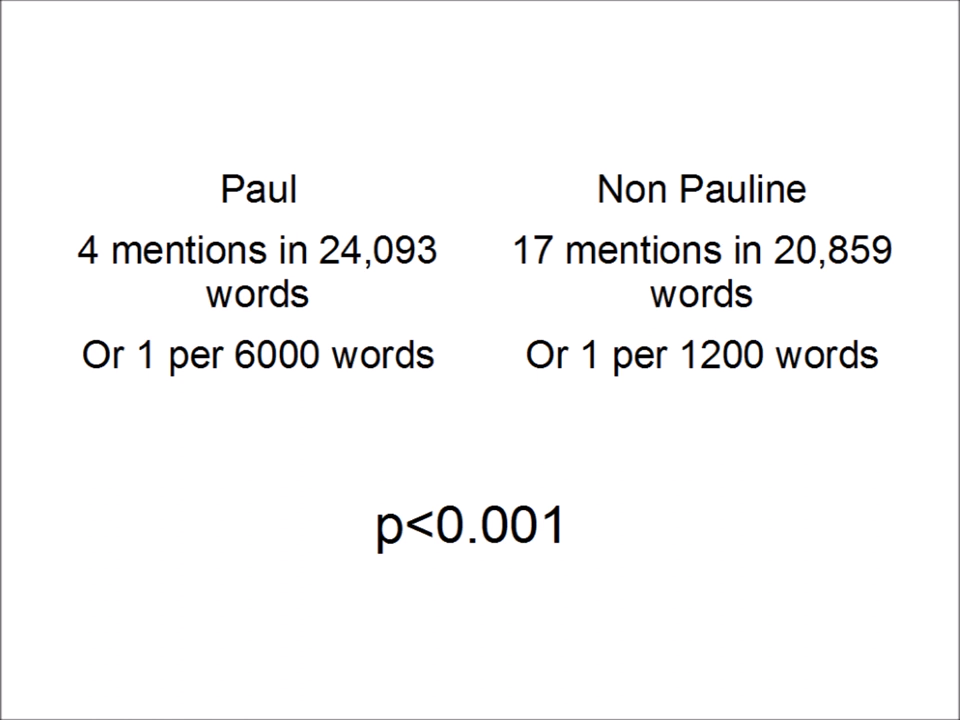 Paul
4 mentions in 24,093
words
Or 1 per 6000 words
Non Pauline
17 mentions in 20,859
words
Or 1 per 1200 words
p<0.001